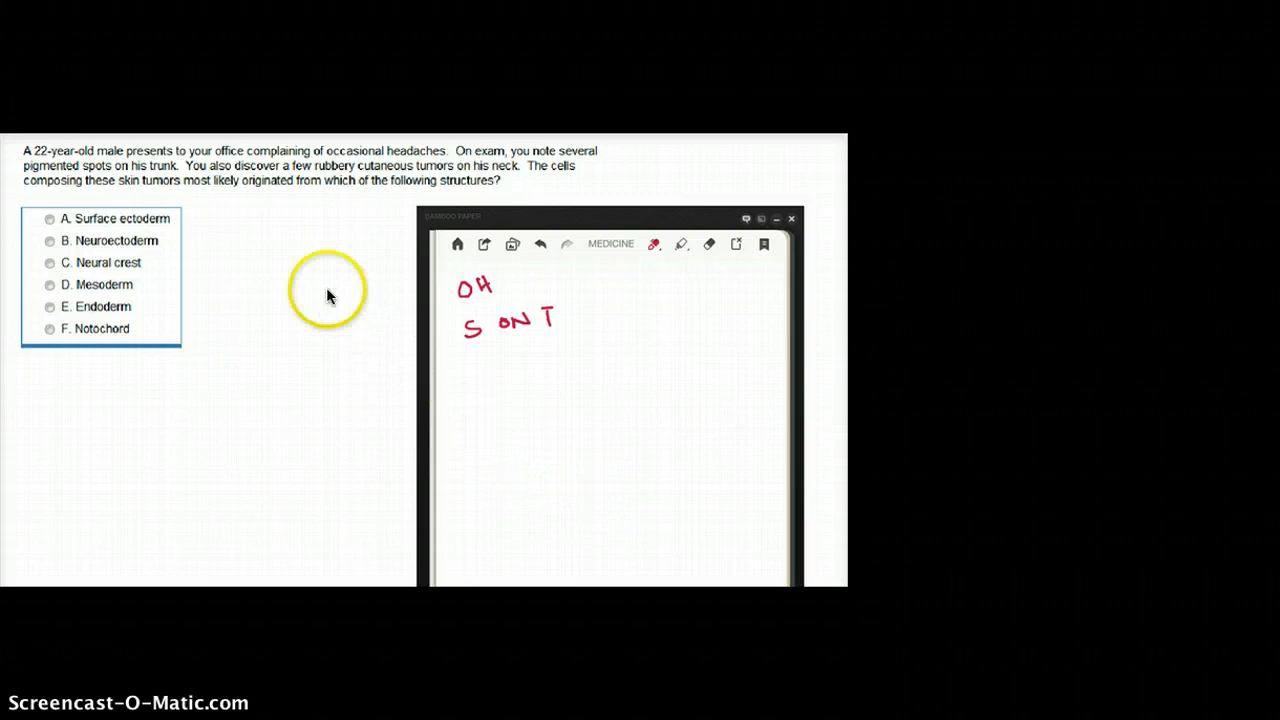 A 22-year-old male presents to your office complaining of occasional headaches. On exam, you note several
pigmented spots on his trunk. You also discover a few rubbery cutaneous tumors on his neck. The cells
composing these skin tumors most likely originated from which of the following structures?
A. Surface ectoderm
B. Neuroectoderm
C. Neural crest
D. Mesoderm
E. Endoderm
F. Notochord
BAMBOO PAPER
MEDICINE
OH
S ON T
Screencast-O-Matic.com